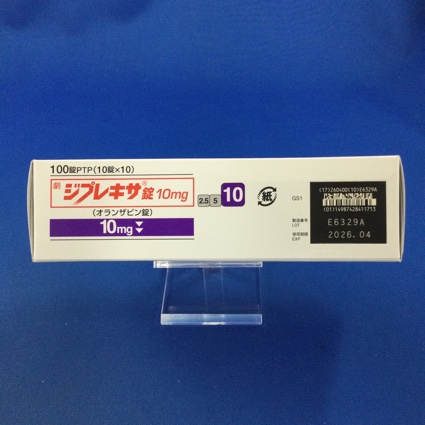 100錠PTP(10錠×10)
劇 ジプレキサ®錠10mg
(オランザピン錠)
10mg
2.5 5 10
紙
GS1
(17)260400(10)E6329A
(01)14987428411713
製造番号 LOT E6329A
使用期限 EXP 2026.04